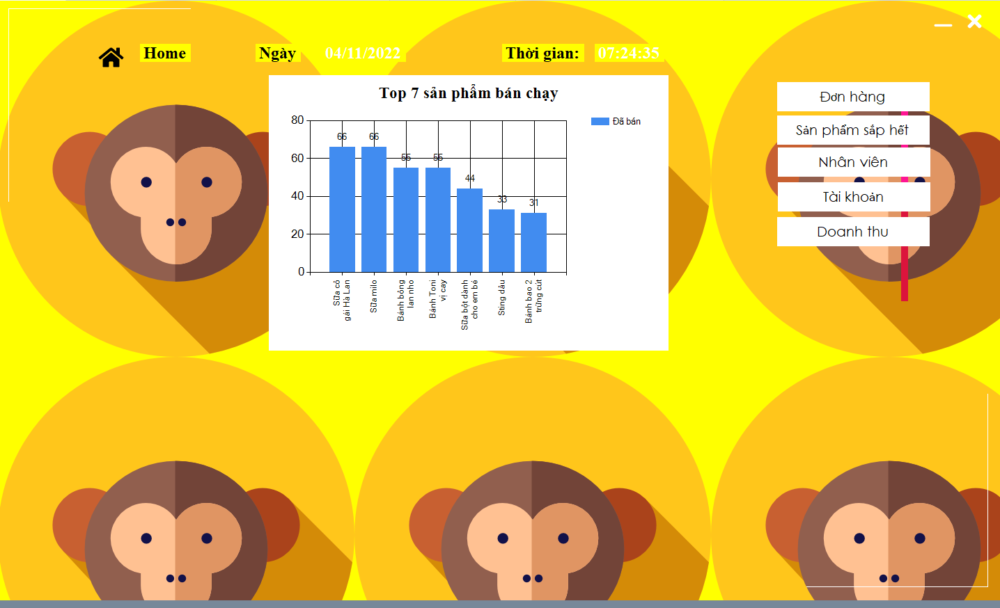 Home
Ngày 04/11/2022
Thời gian: 07:24:35
Top 7 sản phẩm bán chạy
Đã bán
80
60
40
20
0
66
66
55
55
44
33
31
Sữa cô
gái Hà Lan
Sữa milo
Bánh bông
lan nho
Bánh Toni
vị cay
Sữa bột dành
cho em bé
Sting dâu
Bánh bao 2
trứng cút
Đơn hàng
Sản phẩm sắp hết
Nhân viên
Tài khoản
Doanh thu